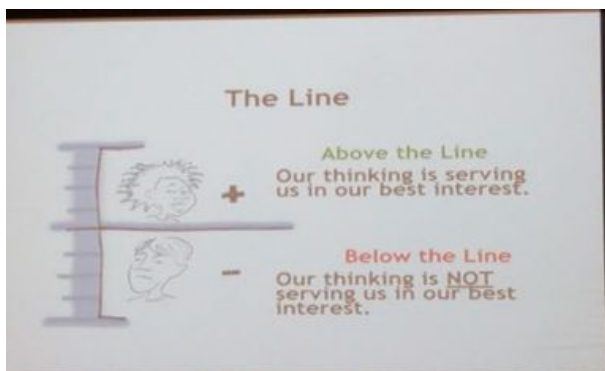 The Line
Above the Line
+
Our thinking is serving
us in our best interest.
Below the Line
-
Our thinking is NOT
serving us in our best
interest.